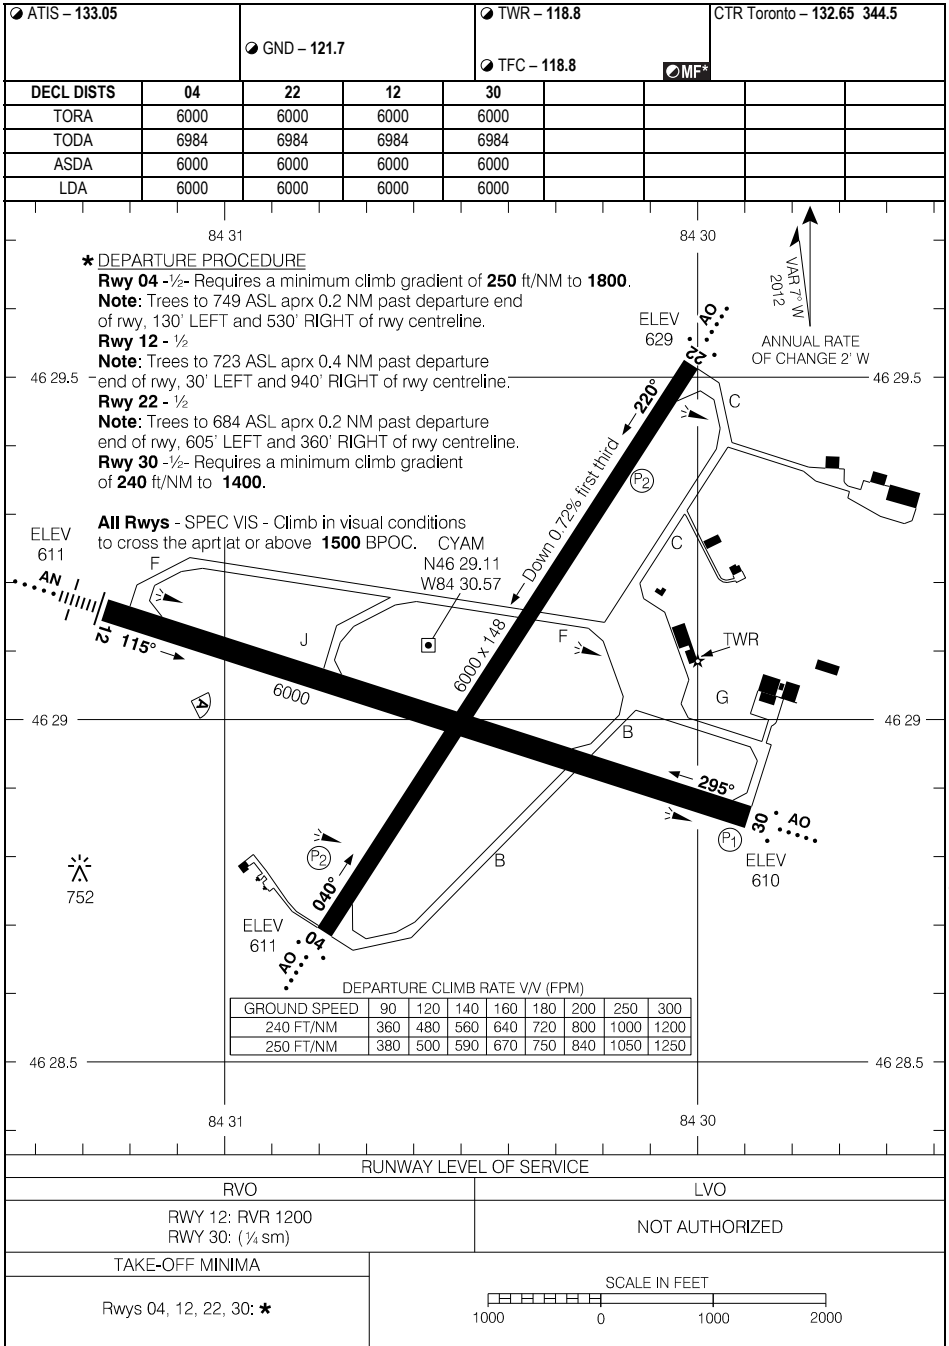 ATIS – 133.05
GND – 121.7
TWR – 118.8
TFC – 118.8
MF*
CTR Toronto – 132.65 344.5
DECL DISTS 04 22 12 30
TORA 6000 6000 6000 6000
TODA 6984 6984 6984 6984
ASDA 6000 6000 6000 6000
LDA 6000 6000 6000 6000
84 31
84 30
VAR 7° W
2012
ANNUAL RATE
OF CHANGE 2' W
* DEPARTURE PROCEDURE
Rwy 04 -½- Requires a minimum climb gradient of 250 ft/NM to 1800.
Note: Trees to 749 ASL aprx 0.2 NM past departure end
of rwy, 130' LEFT and 530' RIGHT of rwy centreline.
Rwy 12 - ½
Note: Trees to 723 ASL aprx 0.4 NM past departure
end of rwy, 30' LEFT and 940' RIGHT of rwy centreline.
Rwy 22 - ½
Note: Trees to 684 ASL aprx 0.2 NM past departure
end of rwy, 605' LEFT and 360' RIGHT of rwy centreline.
Rwy 30 -½- Requires a minimum climb gradient
of 240 ft/NM to 1400.
All Rwys - SPEC VIS - Climb in visual conditions
to cross the aprt at or above 1500 BPOC.
46 29.5
46 29.5
ELEV
629
AO
22
220°
C
P2
Down 0.72% first third
CYAM
N46 29.11
W84 30.57
ELEV
611
AN
12
115°
F
J
6000
6000 x 148
F
C
TWR
G
A
46 29
46 29
B
295°
30
AO
P1
ELEV
610
B
752
P2
040°
ELEV
611
04
AO
DEPARTURE CLIMB RATE V/V (FPM)
GROUND SPEED 90 120 140 160 180 200 250 300
240 FT/NM 360 480 560 640 720 800 1000 1200
250 FT/NM 380 500 590 670 750 840 1050 1250
46 28.5
46 28.5
84 31
84 30
RUNWAY LEVEL OF SERVICE
RVO
LVO
RWY 12: RVR 1200
RWY 30: (¼ sm)
NOT AUTHORIZED
TAKE-OFF MINIMA
Rwys 04, 12, 22, 30: *
SCALE IN FEET
1000 0 1000 2000